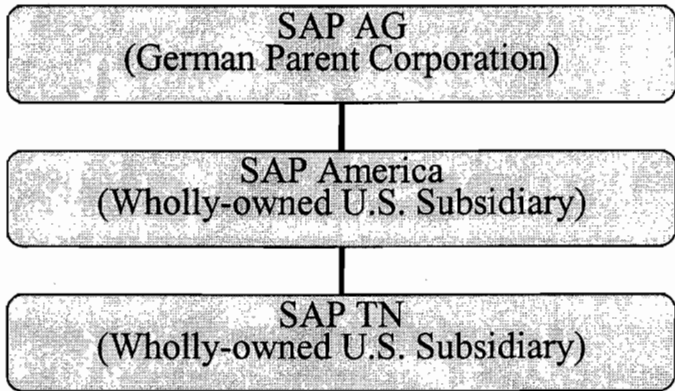 SAP AG
(German Parent Corporation)
SAP America
(Wholly-owned U.S. Subsidiary)
SAP TN
(Wholly-owned U.S. Subsidiary)